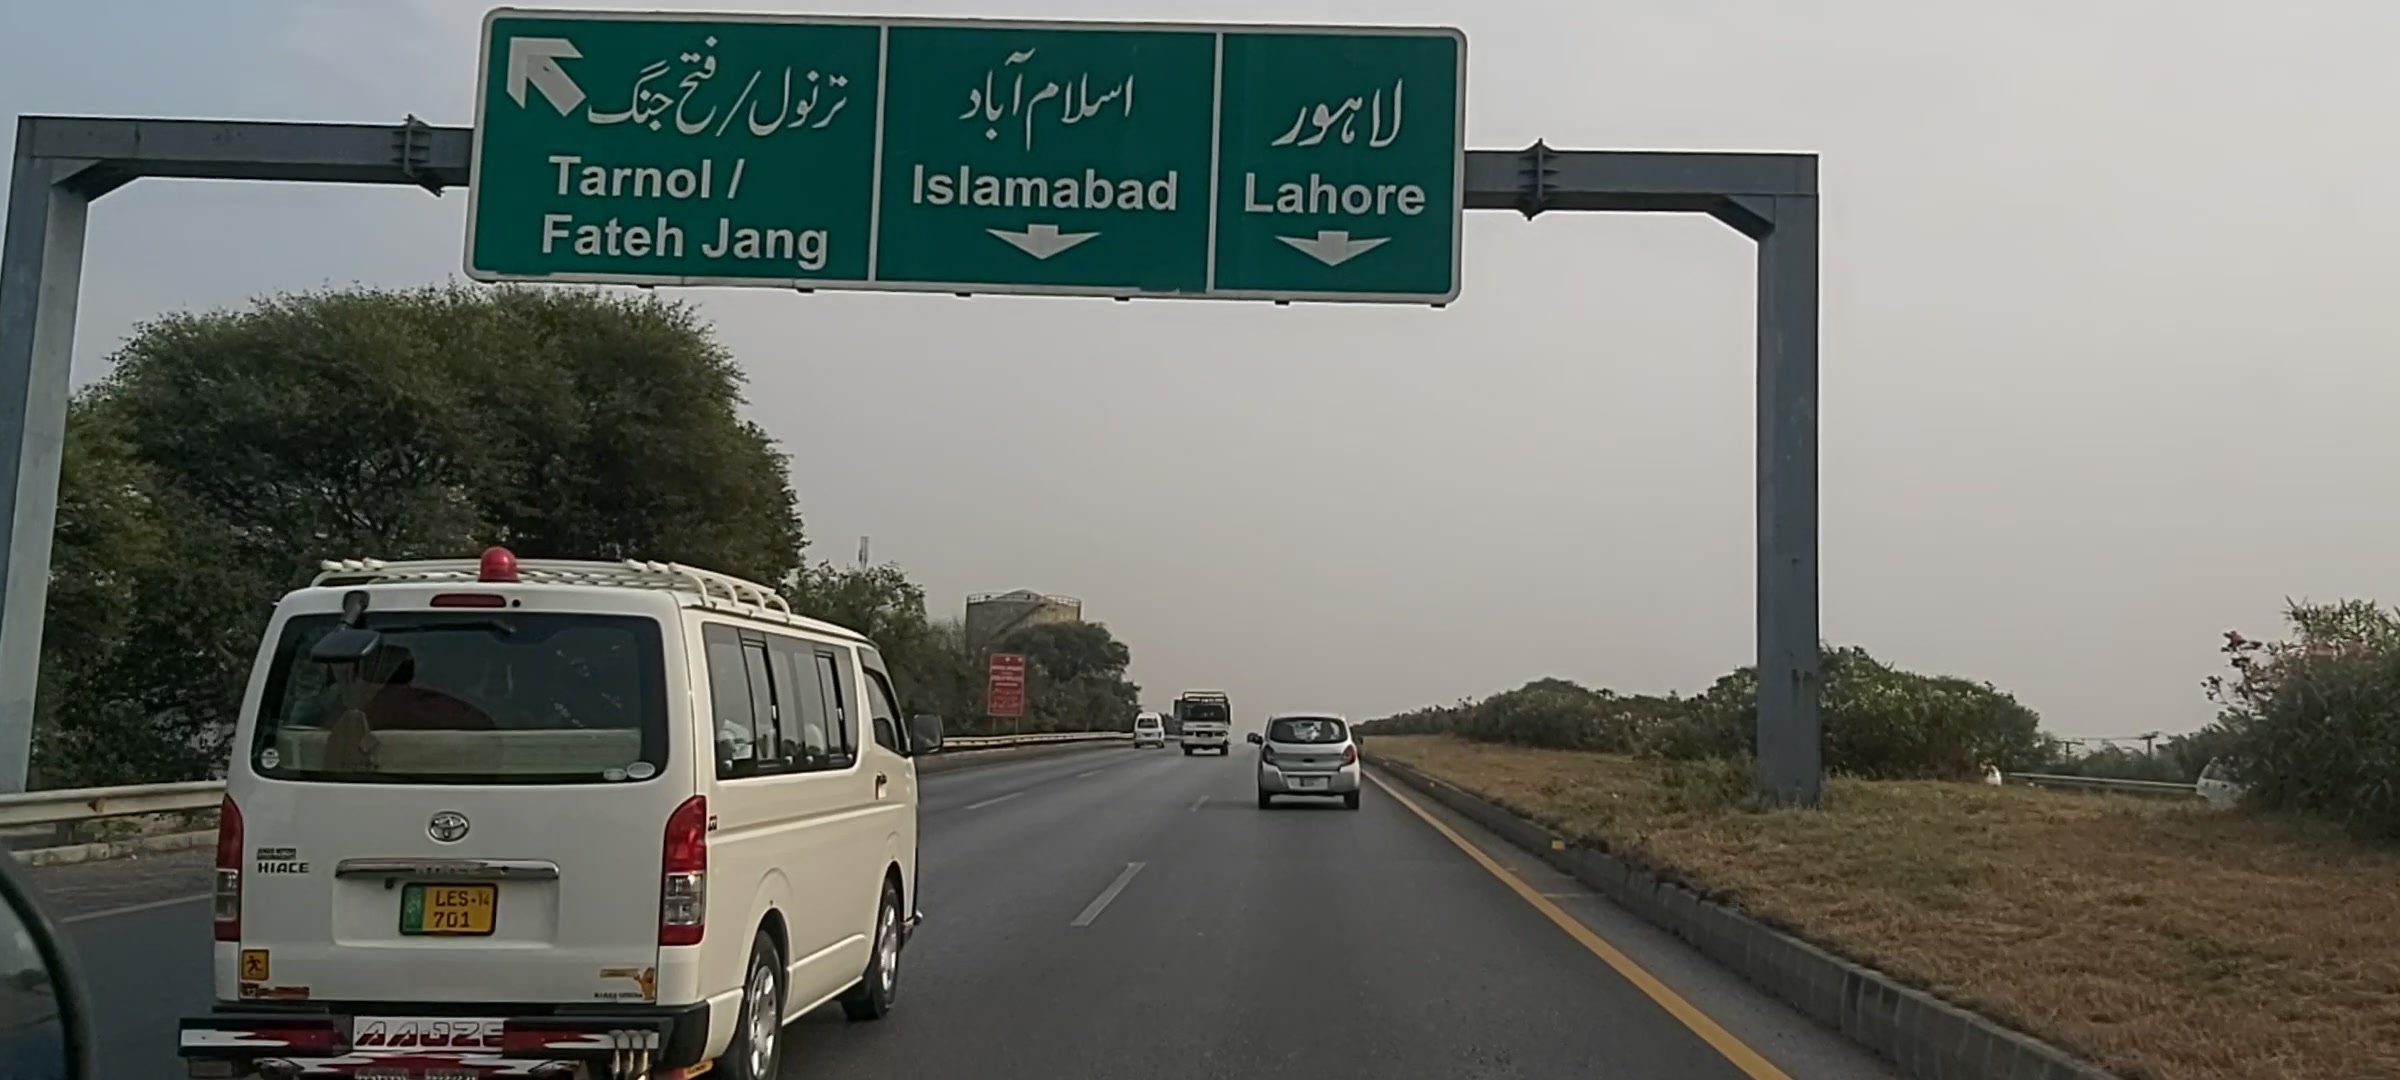 ترنول/فتح جنگ
Tarnol /
Fateh Jang
اسلام آباد
Islamabad
لاہور
Lahore
HIACE
LES-14
701